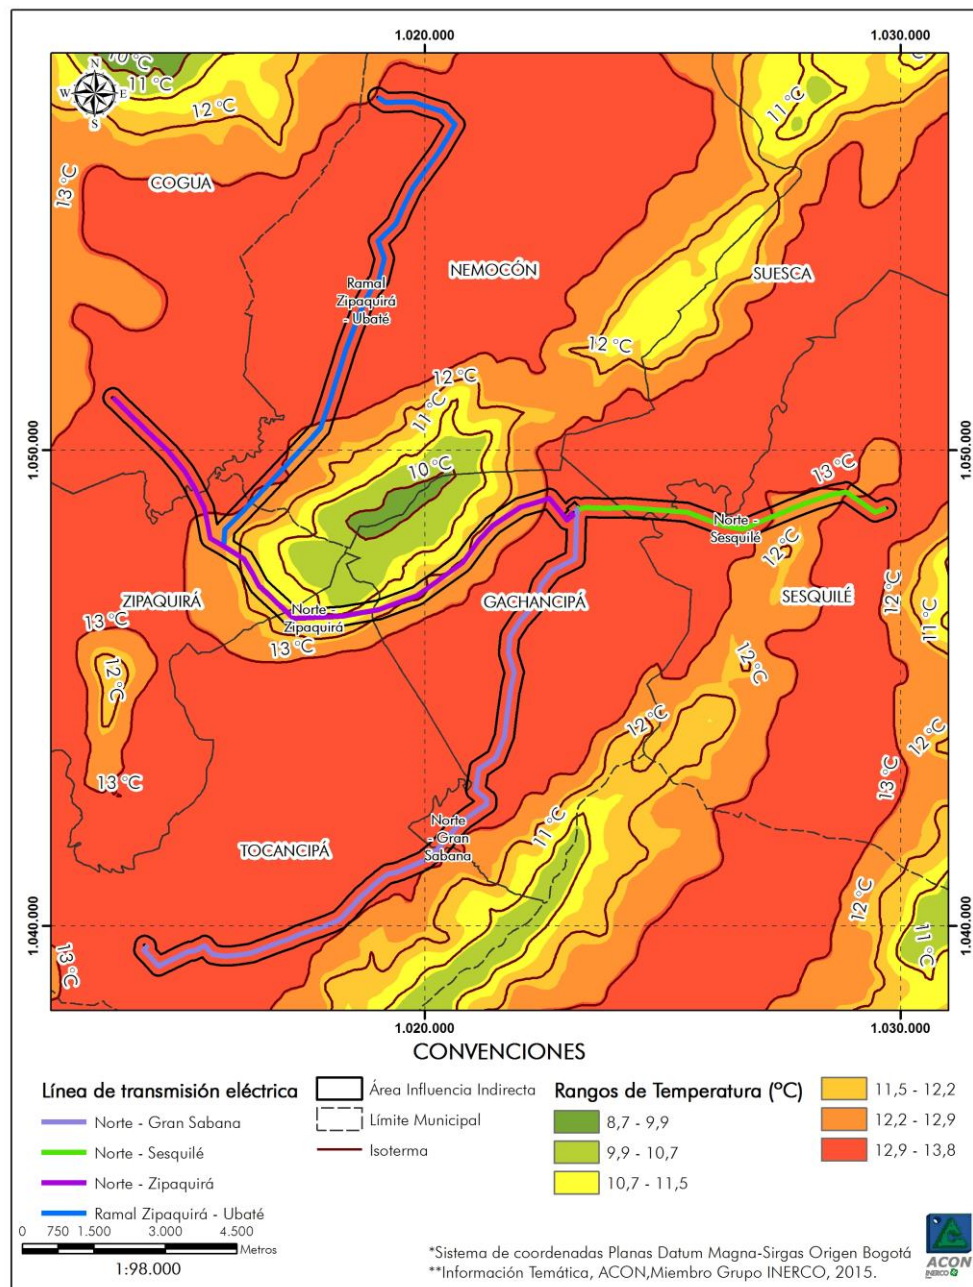 1.020.000
1.030.000
10 °C
11 °C
N
W
E
S
12 °C
11 °C
13 °C
COGUA
NEMOCÓN
SUESCA
Ramal
Zipaquirá
- Ubaté
12 °C
12 °C
11 °C
10 °C
1.050.000
1.050.000
13 °C
Norte -
Sesquilé
12 °C
ZIPAQUIRÁ
Norte -
Zipaquirá
13 °C
GACHANCIPÁ
SESQUILÉ
12 °C
11 °C
13 °C
12 °C
12 °C
12 °C
12 °C
13 °C
13 °C
11 °C
Norte
- Gran
Sabana
TOCANCIPÁ
12 °C
1.040.000
1.040.000
11 °C
13 °C
1.020.000
1.030.000
CONVENCIONES
Línea de transmisión eléctrica
Norte - Gran Sabana
Norte - Sesquilé
Norte - Zipaquirá
Ramal Zipaquirá - Ubaté
Área Influencia Indirecta
Límite Municipal
Isoterma
Rangos de Temperatura (ºC)
8,7 - 9,9
9,9 - 10,7
10,7 - 11,5
11,5 - 12,2
12,2 - 12,9
12,9 - 13,8
0 750 1.500 3.000 4.500
Metros
1:98.000
*Sistema de coordenadas Planas Datum Magna-Sirgas Origen Bogotá
**Información Temática, ACON,Miembro Grupo INERCO, 2015.
ACON
INERCO